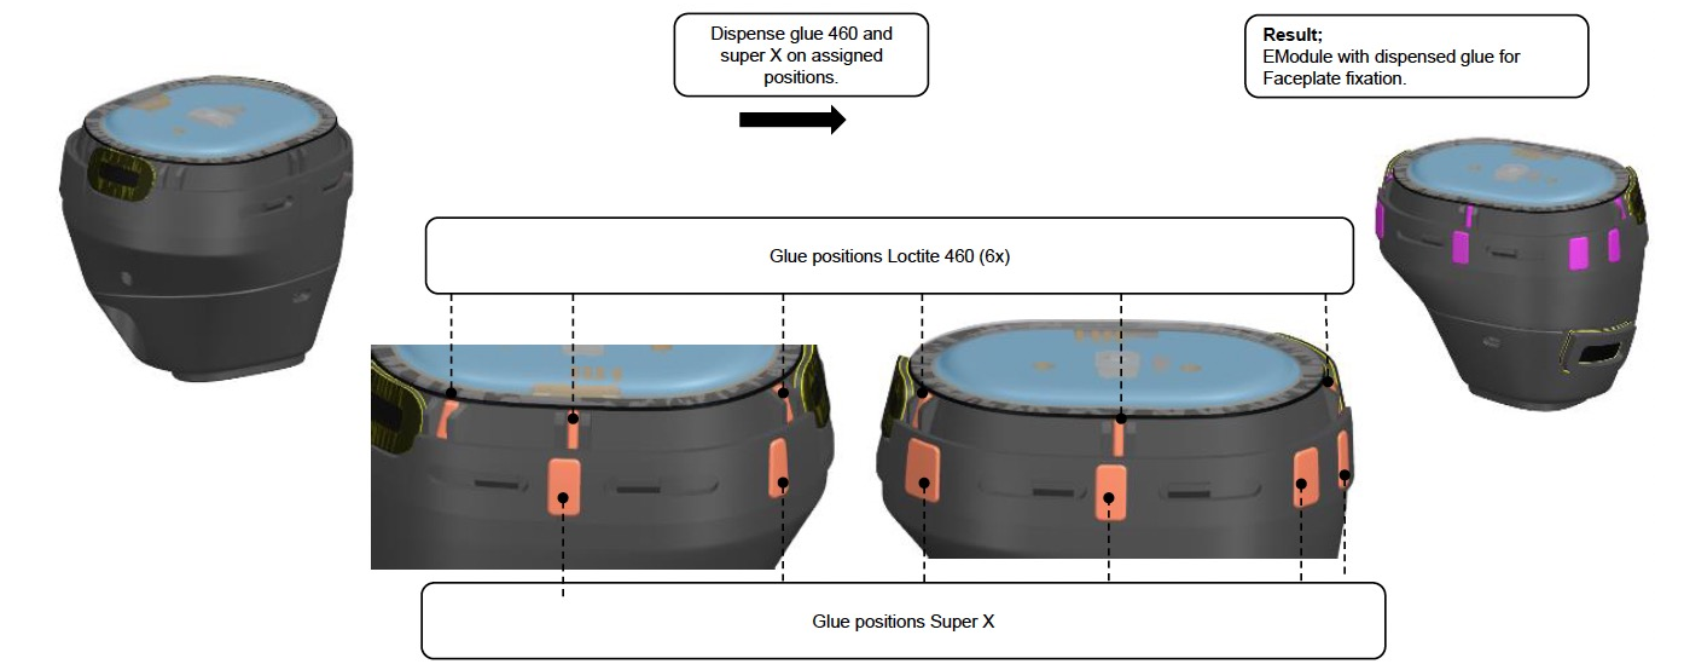 Dispense glue 460 and
super X on assigned
positions.
Result;
EModule with dispensed glue for
Faceplate fixation.
Glue positions Loctite 460 (6x)
Glue positions Super X